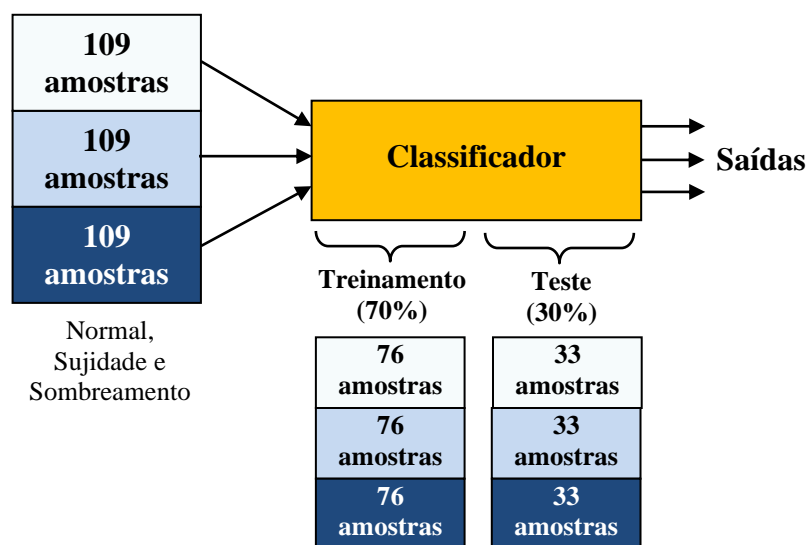 109
amostras
109
amostras
109
amostras
Normal,
Sujidade e
Sombreamento
Classificador
Saídas
Treinamento
(70%)
Teste
(30%)
76
amostras
76
amostras
76
amostras
33
amostras
33
amostras
33
amostras